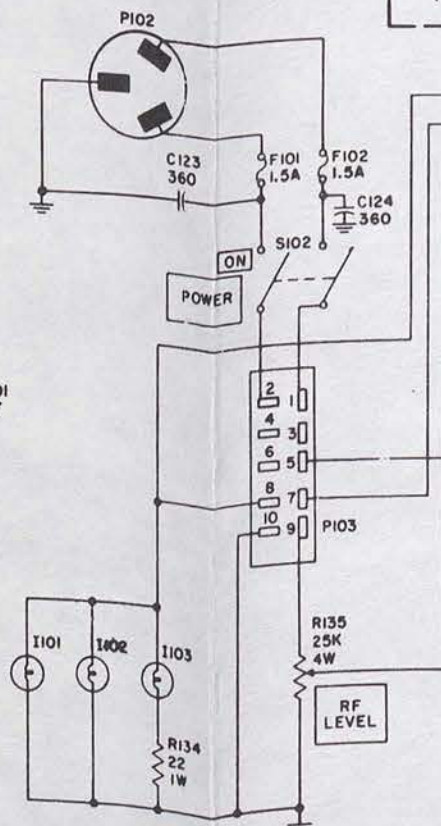 P102
C123
360
F101
1.5A
F102
1.5A
C124
360
S102
ON
POWER
2 1
4 3
6 5
8 7
10 9
P103
I101
I102
I103
R135
25K
4W
RF
LEVEL
R134
22
1W